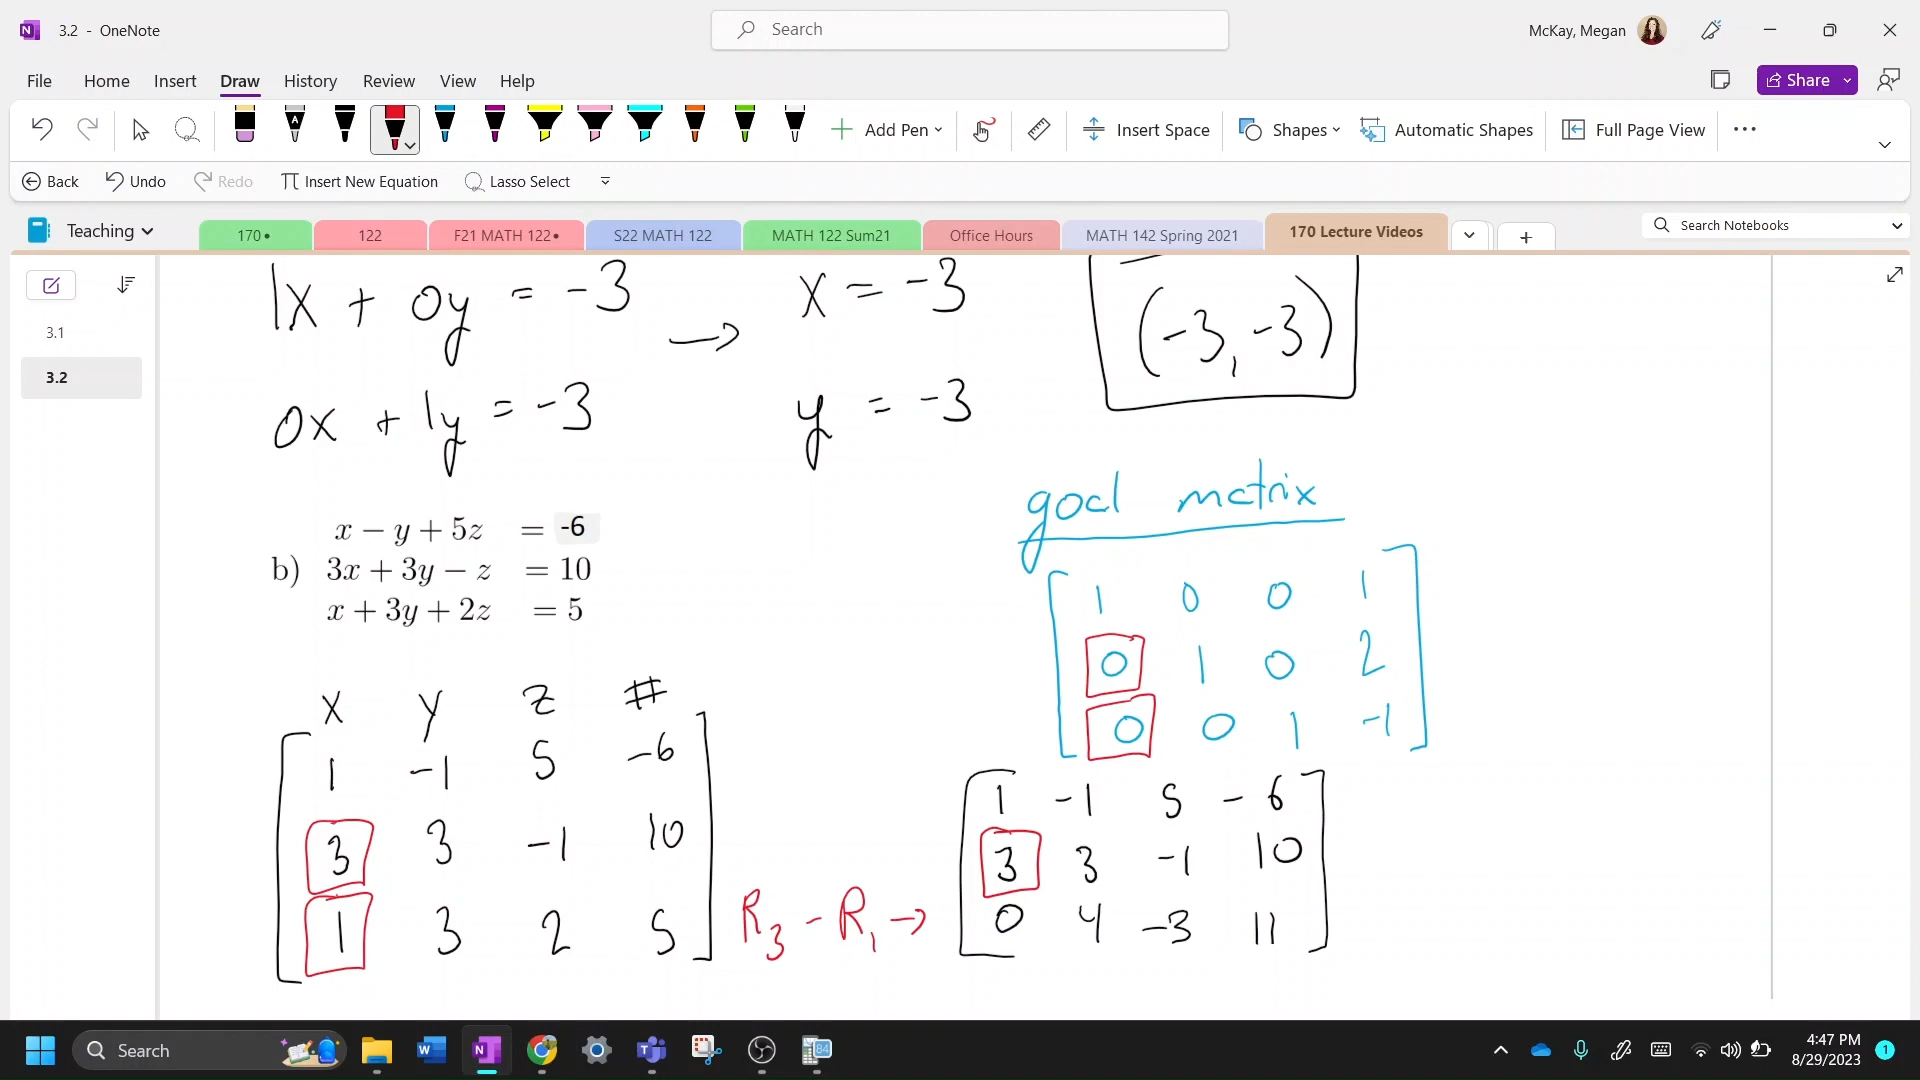 3.2 - OneNote
Search
McKay, Megan
File Home Insert Draw History Review View Help
Share
Add Pen
Insert Space
Shapes
Automatic Shapes
Full Page View
Back Undo Redo Insert New Equation Lasso Select
Teaching
170• 122 F21 MATH 122• S22 MATH 122 MATH 122 Sum21 Office Hours MATH 142 Spring 2021 170 Lecture Videos
Search Notebooks
3.1
3.2
1x + 0y = -3 → x = -3
(-3, -3)
0x + 1y = -3 y = -3
goal matrix
x − y + 5z = -6
b) 3x + 3y − z = 10
x + 3y + 2z = 5
1 0 0 1
0 1 0 2
0 0 1 -1
x y z #
1 -1 5 -6
3 3 -1 10
1 3 2 5
R₃ - R₁ →
1 -1 5 -6
3 3 -1 10
0 4 -3 11
Search
4:47 PM
8/29/2023
1